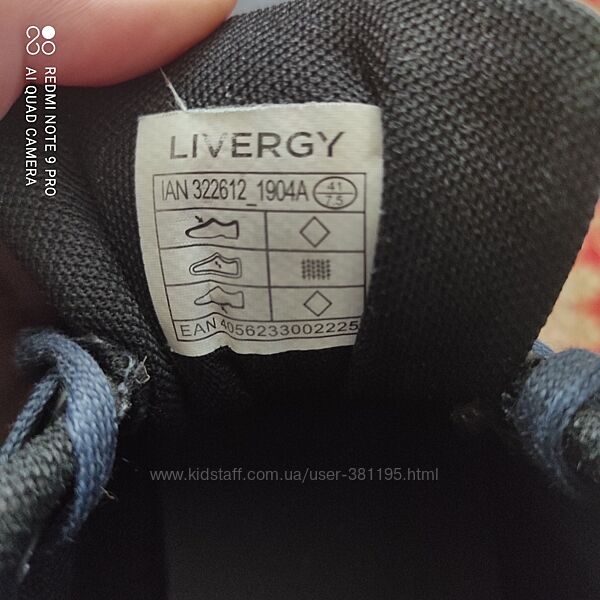 REDMI NOTE 9 PRO
AI QUAD CAMERA
LIVERGY
IAN 322612_1904A 41
7.5
EAN 4056233002225
www.kidstaff.com.ua/user-381195.html